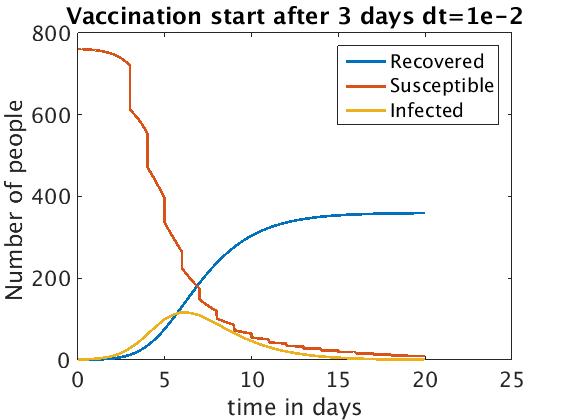 Vaccination start after 3 days dt=1e-2
800
600
400
200
0
Number of people
Recovered
Susceptible
Infected
0 5 10 15 20 25
time in days